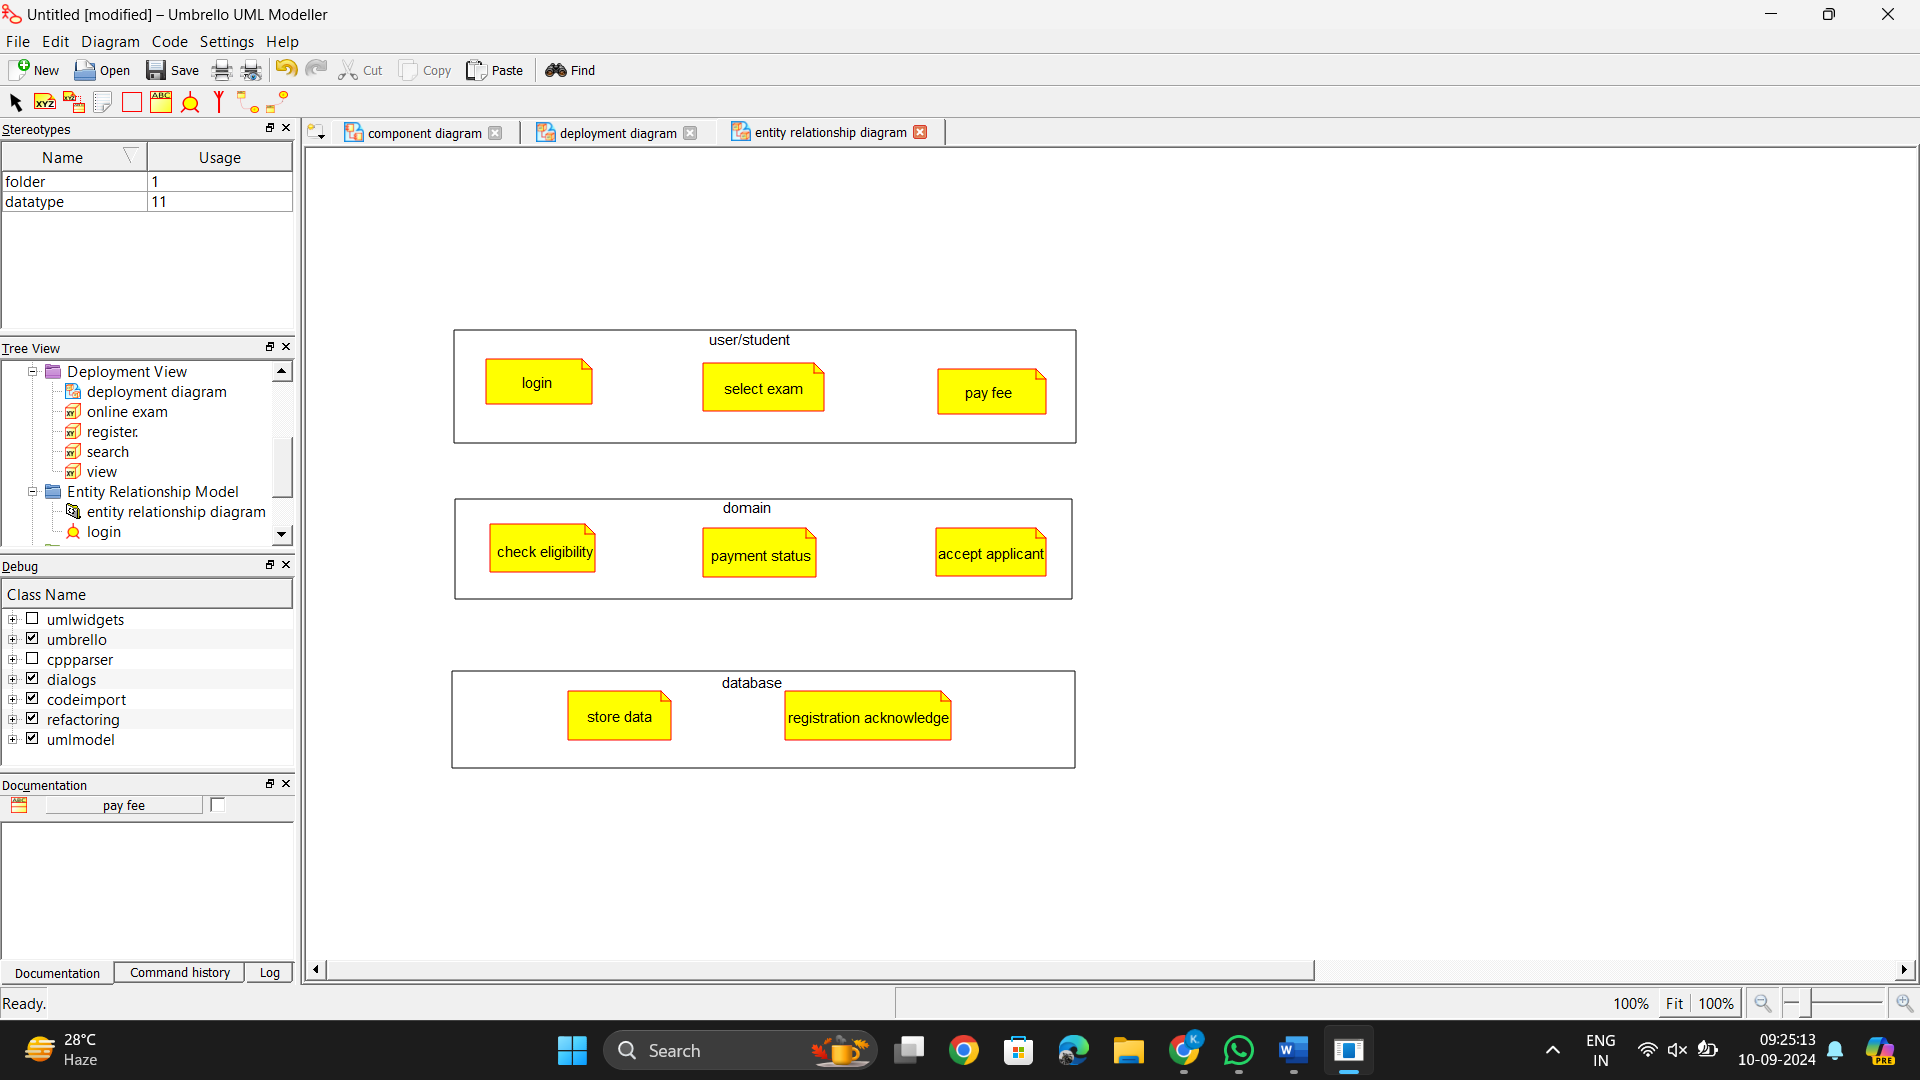 Untitled [modified] – Umbrello UML Modeller
File Edit Diagram Code Settings Help
New Open Save Cut Copy Paste Find
XYZ XYZ ABC
Stereotypes
component diagram deployment diagram entity relationship diagram
Name Usage
folder 1
datatype 11
Tree View
Deployment View
deployment diagram
online exam
register.
search
view
Entity Relationship Model
entity relationship diagram
login
Debug
Class Name
umlwidgets
umbrello
cppparser
dialogs
codeimport
refactoring
umlmodel
Documentation
ABC pay fee
Documentation Command history Log
user/student
login
select exam
pay fee
domain
check eligibility
payment status
accept applicant
database
store data
registration acknowledge
Ready.
100% Fit 100%
28°C
Haze
Search
K
W
PRE
ENG
IN
09:25:13
10-09-2024